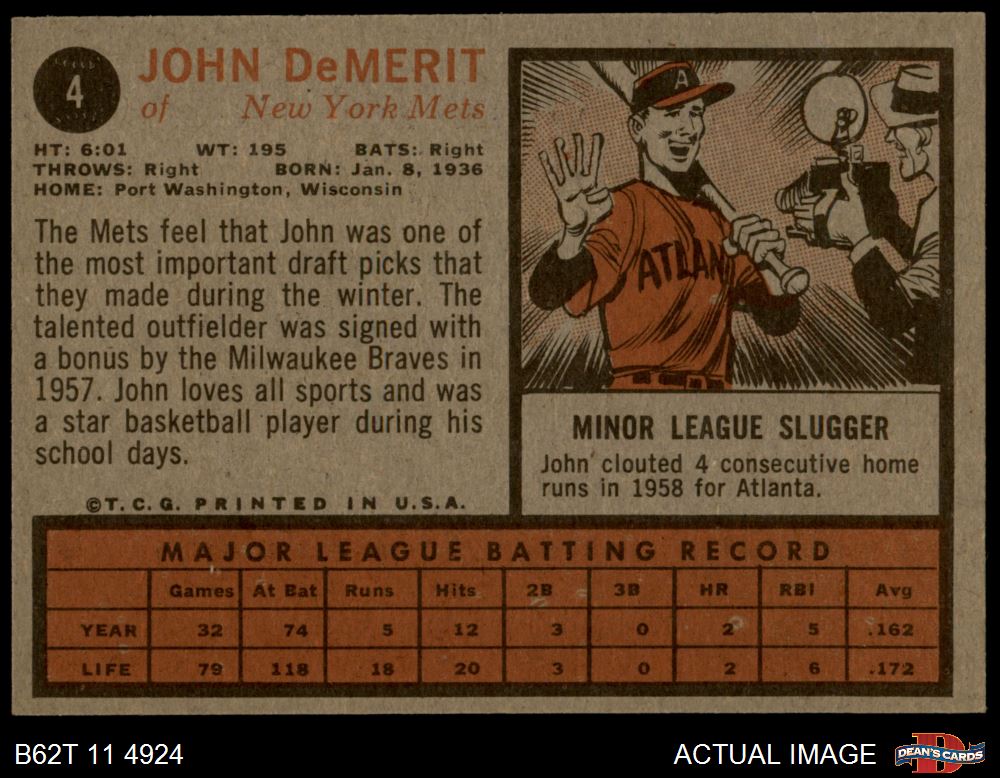 4
JOHN DeMERIT
of New York Mets
HT: 6:01 WT: 195 BATS: Right
THROWS: Right BORN: Jan. 8, 1936
HOME: Port Washington, Wisconsin
The Mets feel that John was one of
the most important draft picks that
they made during the winter. The
talented outfielder was signed with
a bonus by the Milwaukee Braves in
1957. John loves all sports and was
a star basketball player during his
school days.
©T.C.G. PRINTED IN U.S.A.
A
ATLAN
MINOR LEAGUE SLUGGER
John clouted 4 consecutive home
runs in 1958 for Atlanta.
MAJOR LEAGUE BATTING RECORD
Games At Bat Runs Hits 2B 3B HR RBI Avg
YEAR 32 74 5 12 3 0 2 5 .162
LIFE 79 118 18 20 3 0 2 6 .172
B62T 11 4924 ACTUAL IMAGE
D
DEAN'S CARDS